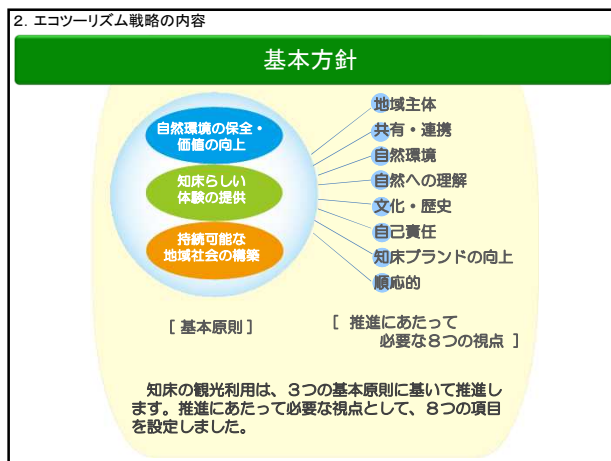 2．エコツーリズム戦略の内容
基本方針
自然環境の保全・
価値の向上
知床らしい
体験の提供
持続可能な
地域社会の構築
地域主体
共有・連携
自然環境
自然への理解
文化・歴史
自己責任
知床ブランドの向上
順応的
［基本原則］
［ 推進にあたって
必要な８つの視点 ］
知床の観光利用は、３つの基本原則に基いて推進し
ます。推進にあたって必要な視点として、８つの項目
を設定しました。